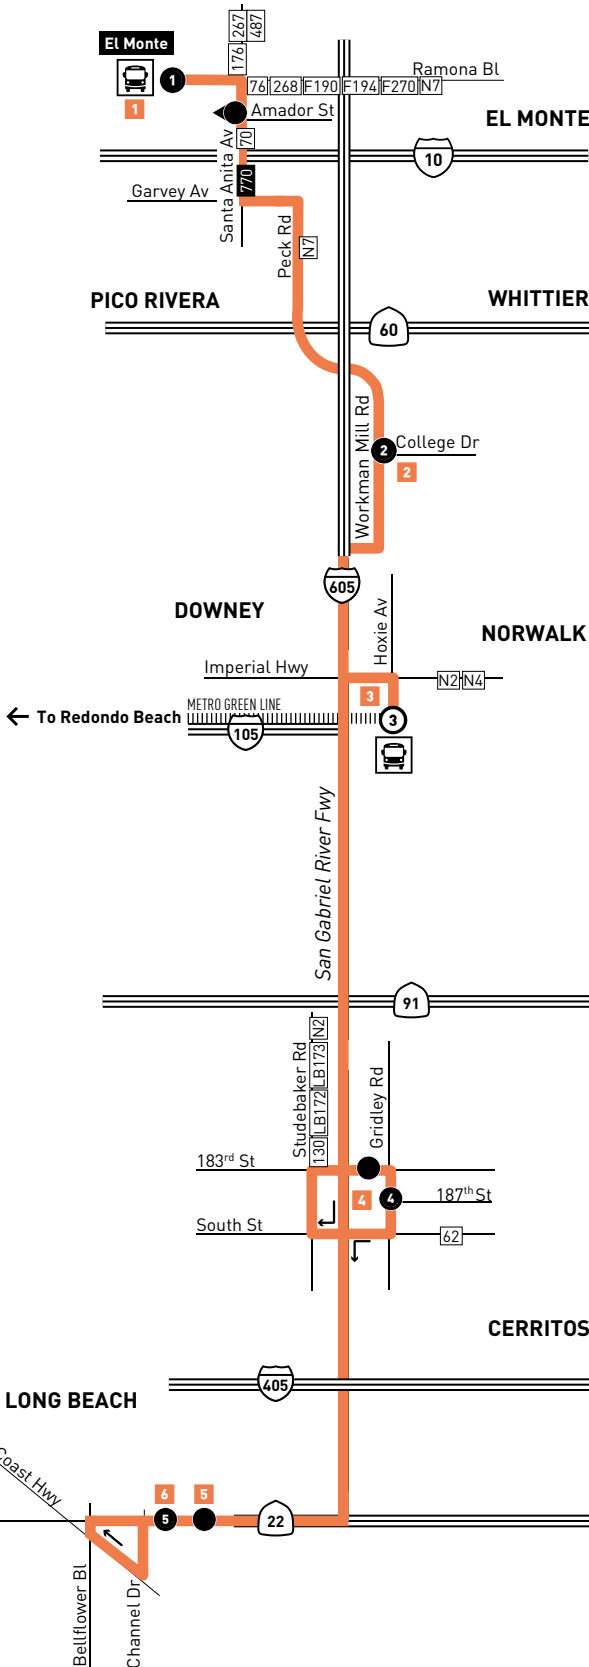 267
487
176
El Monte
1
1
76 268 F190 F194 F270 N7
Ramona Bl
Amador St
EL MONTE
70
10
Santa Anita Av
770
Garvey Av
Peck Rd
N7
PICO RIVERA
WHITTIER
60
Workman Mill Rd
2
College Dr
2
605
DOWNEY
Hoxie Av
NORWALK
Imperial Hwy
N2 N4
3
METRO GREEN LINE
← To Redondo Beach
3
105
San Gabriel River Fwy
91
Studebaker Rd
130 LB172 LB173 N2
Gridley Rd
183rd St
4
4
187th St
South St
62
CERRITOS
405
LONG BEACH
Coast Hwy
6
5
5
22
Bellflower Bl
Channel Dr